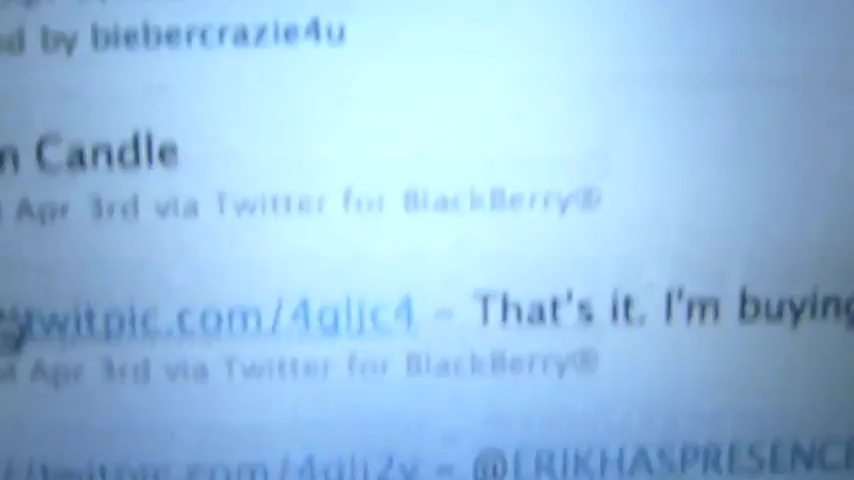 by biebercrazie4u
Candle
Apr 3rd via Twitter for BlackBerry®
twitpic.com/4gljc4 - That's it. I'm buying
Apr 3rd via Twitter for BlackBerry®
- @ERIKHASPRESENCE